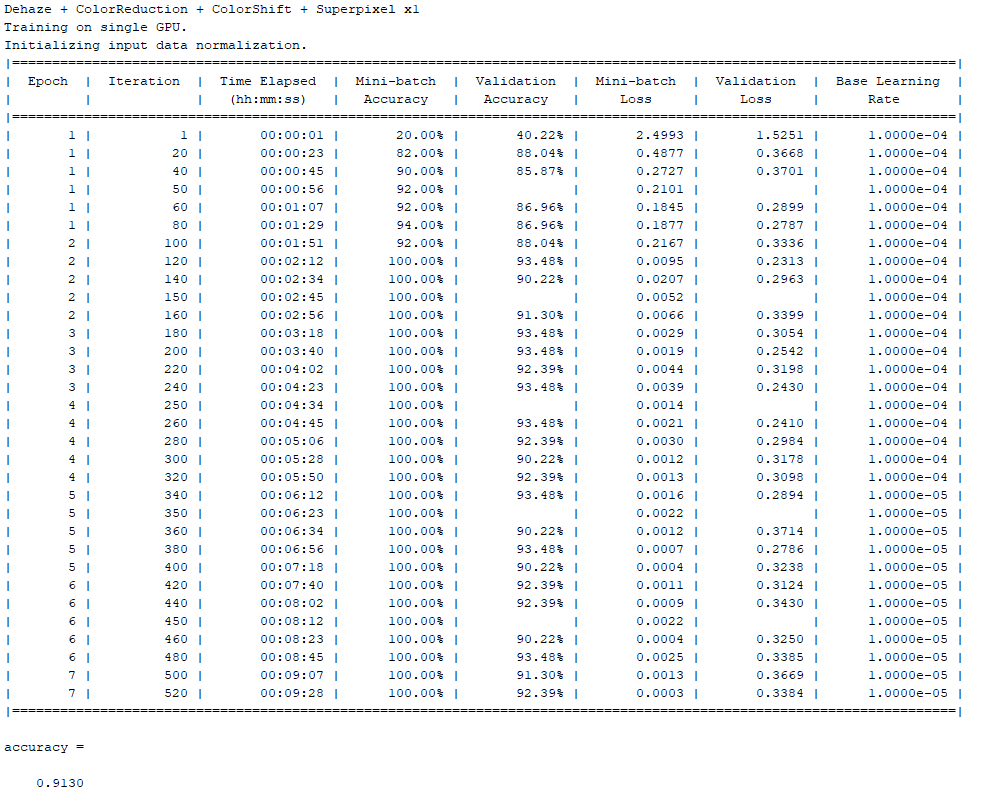 Dehaze + ColorReduction + ColorShift + Superpixel x1
Training on single GPU.
Initializing input data normalization.
|======================================================================================================================|
| Epoch | Iteration | Time Elapsed | Mini-batch | Validation | Mini-batch | Validation | Base Learning |
| | | (hh:mm:ss) | Accuracy | Accuracy | Loss | Loss | Rate |
|======================================================================================================================|
| 1 | 1 | 00:00:01 | 20.00% | 40.22% | 2.4993 | 1.5251 | 1.0000e-04 |
| 1 | 20 | 00:00:23 | 82.00% | 88.04% | 0.4877 | 0.3668 | 1.0000e-04 |
| 1 | 40 | 00:00:45 | 90.00% | 85.87% | 0.2727 | 0.3701 | 1.0000e-04 |
| 1 | 50 | 00:00:56 | 92.00% | | 0.2101 | | 1.0000e-04 |
| 1 | 60 | 00:01:07 | 92.00% | 86.96% | 0.1845 | 0.2899 | 1.0000e-04 |
| 1 | 80 | 00:01:29 | 94.00% | 86.96% | 0.1877 | 0.2787 | 1.0000e-04 |
| 2 | 100 | 00:01:51 | 92.00% | 88.04% | 0.2167 | 0.3336 | 1.0000e-04 |
| 2 | 120 | 00:02:12 | 100.00% | 93.48% | 0.0095 | 0.2313 | 1.0000e-04 |
| 2 | 140 | 00:02:34 | 100.00% | 90.22% | 0.0207 | 0.2963 | 1.0000e-04 |
| 2 | 150 | 00:02:45 | 100.00% | | 0.0052 | | 1.0000e-04 |
| 2 | 160 | 00:02:56 | 100.00% | 91.30% | 0.0066 | 0.3399 | 1.0000e-04 |
| 3 | 180 | 00:03:18 | 100.00% | 93.48% | 0.0029 | 0.3054 | 1.0000e-04 |
| 3 | 200 | 00:03:40 | 100.00% | 93.48% | 0.0019 | 0.2542 | 1.0000e-04 |
| 3 | 220 | 00:04:02 | 100.00% | 92.39% | 0.0044 | 0.3198 | 1.0000e-04 |
| 3 | 240 | 00:04:23 | 100.00% | 93.48% | 0.0039 | 0.2430 | 1.0000e-04 |
| 4 | 250 | 00:04:34 | 100.00% | | 0.0014 | | 1.0000e-04 |
| 4 | 260 | 00:04:45 | 100.00% | 93.48% | 0.0021 | 0.2410 | 1.0000e-04 |
| 4 | 280 | 00:05:06 | 100.00% | 92.39% | 0.0030 | 0.2984 | 1.0000e-04 |
| 4 | 300 | 00:05:28 | 100.00% | 90.22% | 0.0012 | 0.3178 | 1.0000e-04 |
| 4 | 320 | 00:05:50 | 100.00% | 92.39% | 0.0013 | 0.3098 | 1.0000e-04 |
| 5 | 340 | 00:06:12 | 100.00% | 93.48% | 0.0016 | 0.2894 | 1.0000e-05 |
| 5 | 350 | 00:06:23 | 100.00% | | 0.0022 | | 1.0000e-05 |
| 5 | 360 | 00:06:34 | 100.00% | 90.22% | 0.0012 | 0.3714 | 1.0000e-05 |
| 5 | 380 | 00:06:56 | 100.00% | 93.48% | 0.0007 | 0.2786 | 1.0000e-05 |
| 5 | 400 | 00:07:18 | 100.00% | 90.22% | 0.0004 | 0.3238 | 1.0000e-05 |
| 6 | 420 | 00:07:40 | 100.00% | 92.39% | 0.0011 | 0.3124 | 1.0000e-05 |
| 6 | 440 | 00:08:02 | 100.00% | 92.39% | 0.0009 | 0.3430 | 1.0000e-05 |
| 6 | 450 | 00:08:12 | 100.00% | | 0.0022 | | 1.0000e-05 |
| 6 | 460 | 00:08:23 | 100.00% | 90.22% | 0.0004 | 0.3250 | 1.0000e-05 |
| 6 | 480 | 00:08:45 | 100.00% | 93.48% | 0.0025 | 0.3385 | 1.0000e-05 |
| 7 | 500 | 00:09:07 | 100.00% | 91.30% | 0.0013 | 0.3669 | 1.0000e-05 |
| 7 | 520 | 00:09:28 | 100.00% | 92.39% | 0.0003 | 0.3384 | 1.0000e-05 |
|======================================================================================================================|
accuracy =
0.9130